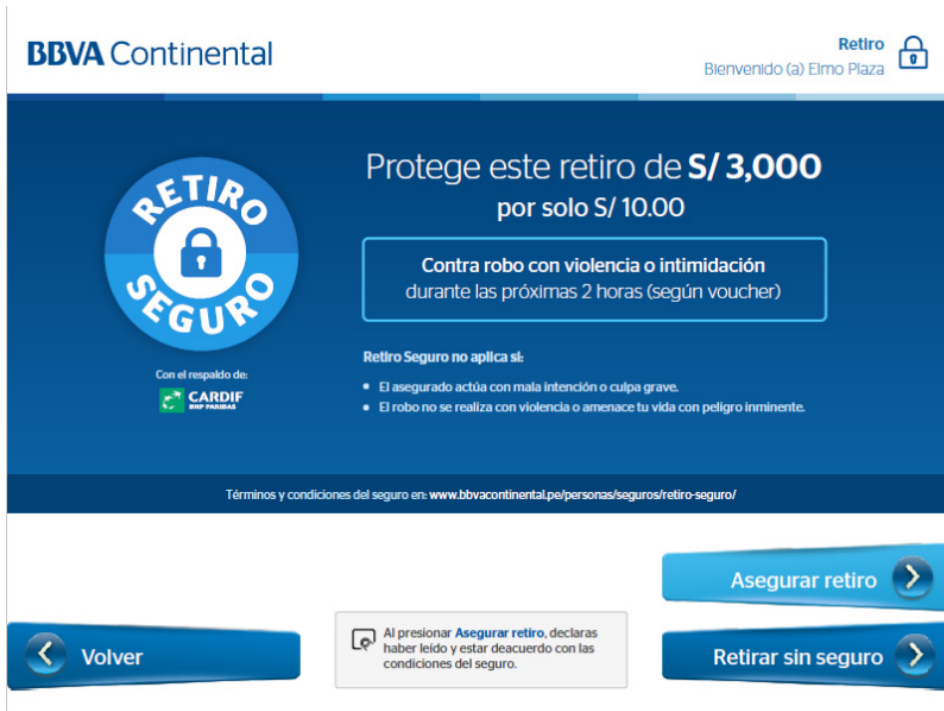 BBVA Continental
Retiro
Bienvenido (a) Elmo Plaza
RETIRO
SEGURO
Con el respaldo de:
CARDIF
BNP PARIBAS
Protege este retiro de S/ 3,000
por solo S/ 10.00
Contra robo con violencia o intimidación
durante las próximas 2 horas (según voucher)
Retiro Seguro no aplica si:
• El asegurado actúa con mala intención o culpa grave.
• El robo no se realiza con violencia o amenace tu vida con peligro inminente.
Términos y condiciones del seguro en: www.bbvacontinental.pe/personas/seguros/retiro-seguro/
Asegurar retiro
Volver
Al presionar Asegurar retiro, declaras
haber leído y estar deacuerdo con las
condiciones del seguro.
Retirar sin seguro